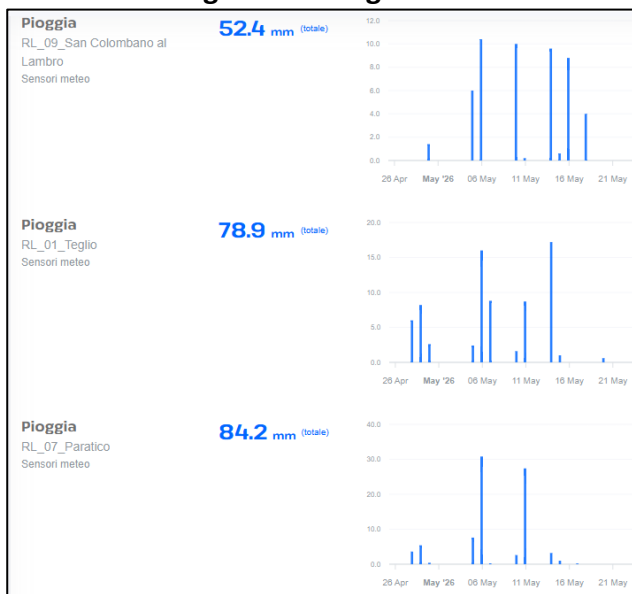 Pioggia
RL_09_San Colombano al
Lambro
Sensori meteo
52.4 mm (totale)
12.0
10.0
8.0
6.0
4.0
2.0
0.0
26 Apr May '26 06 May 11 May 16 May 21 May
Pioggia
RL_01_Teglio
Sensori meteo
78.9 mm (totale)
20.0
15.0
10.0
5.0
0.0
26 Apr May '26 06 May 11 May 16 May 21 May
Pioggia
RL_07_Paratico
Sensori meteo
84.2 mm (totale)
40.0
30.0
20.0
10.0
0.0
26 Apr May '26 06 May 11 May 16 May 21 May